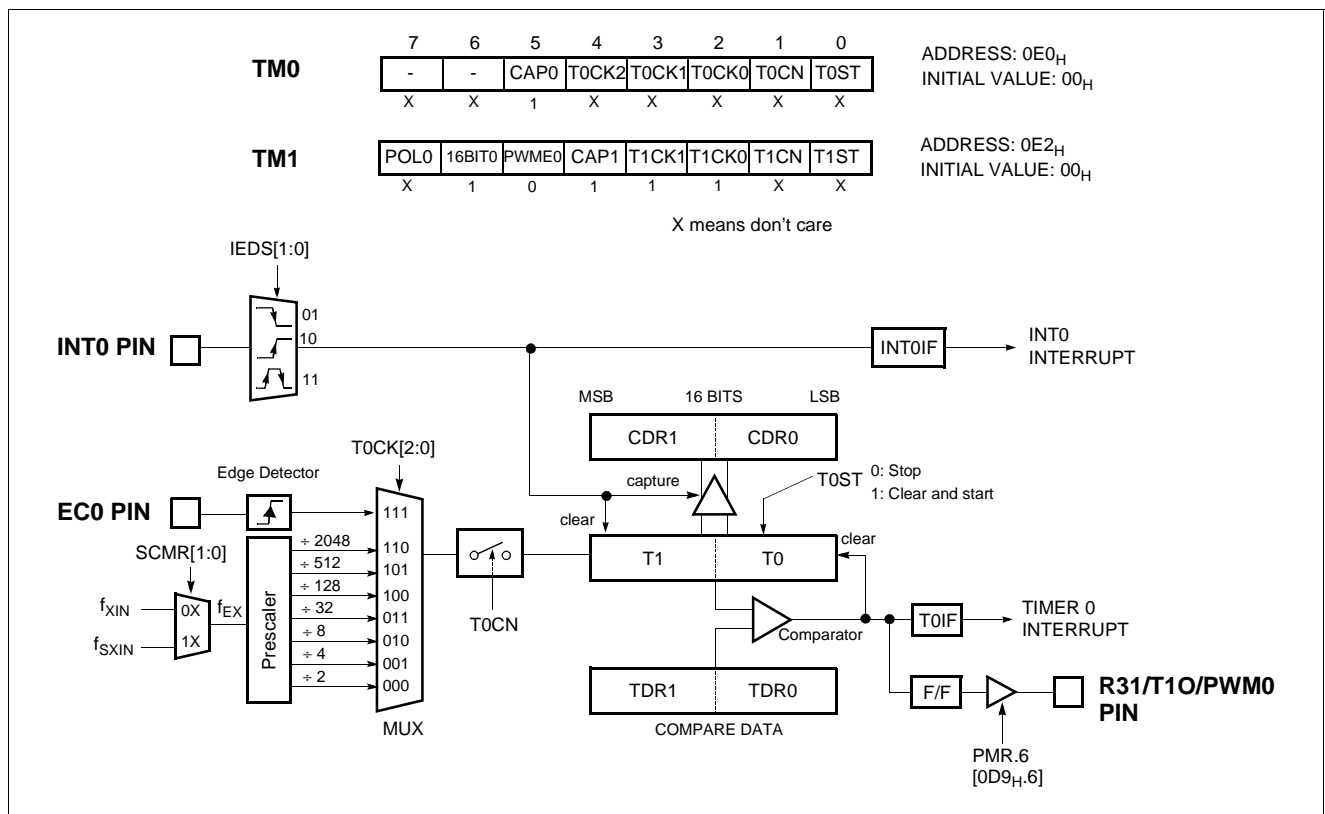 7 6 5 4 3 2 1 0
TM0 - - CAP0 T0CK2 T0CK1 T0CK0 T0CN T0ST
X X 1 X X X X X
ADDRESS: 0E0H
INITIAL VALUE: 00H
TM1 POL0 16BIT0 PWME0 CAP1 T1CK1 T1CK0 T1CN T1ST
X 1 0 1 1 1 X X
ADDRESS: 0E2H
INITIAL VALUE: 00H
X means don't care
IEDS[1:0]
01
10
11
INT0 PIN
INT0IF
INT0
INTERRUPT
MSB 16 BITS LSB
CDR1 CDR0
capture
T0ST
0: Stop
1: Clear and start
T0CK[2:0]
Edge Detector
EC0 PIN
111
clear
T1 T0
clear
SCMR[1:0]
÷ 2048 110
÷ 512 101
÷ 128 100
÷ 32 011
÷ 8 010
÷ 4 001
÷ 2 000
fXIN
0X
fEX
fSXIN
1X
Prescaler
MUX
T0CN
Comparator
T0IF
TIMER 0
INTERRUPT
TDR1 TDR0
COMPARE DATA
F/F
R31/T1O/PWM0
PIN
PMR.6
[0D9H.6]